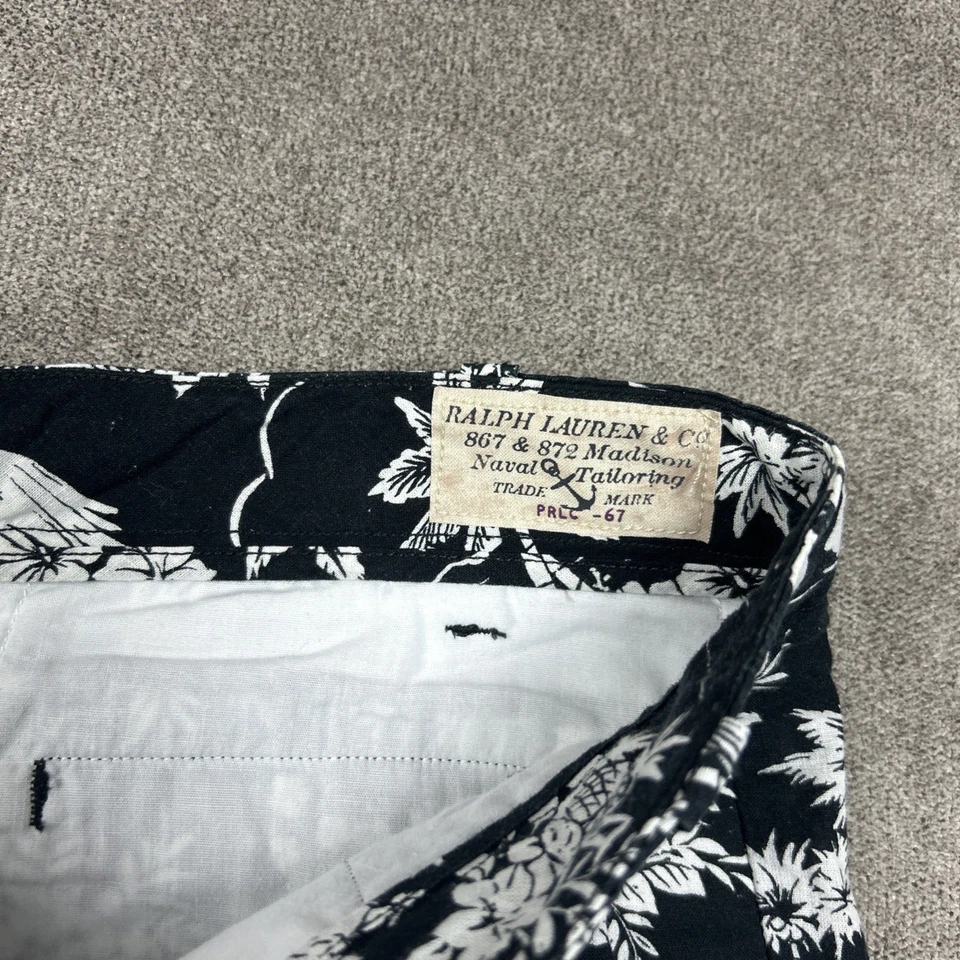 RALPH LAUREN & CO
867 & 872 Madison
Naval Tailoring
TRADE MARK
PRLC -67